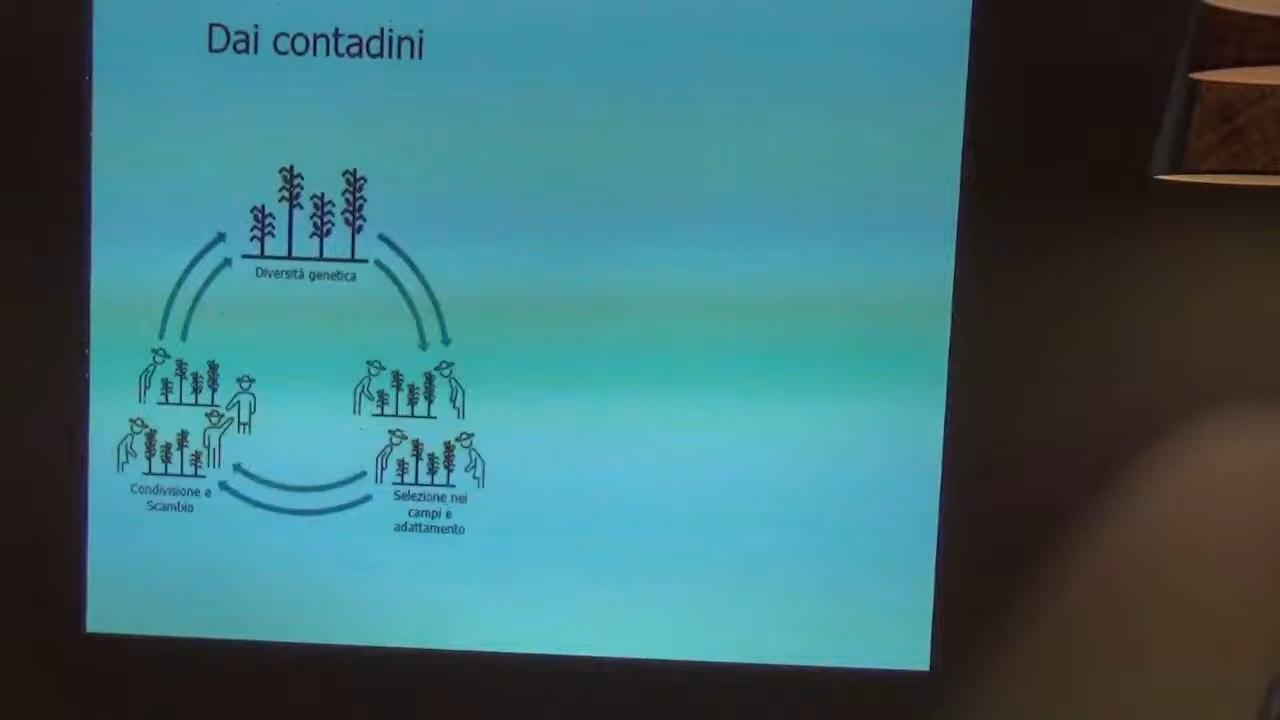 Dai contadini
Diversità genetica
Condivisione e
Scambio
Selezione nei
campi e
adattamento